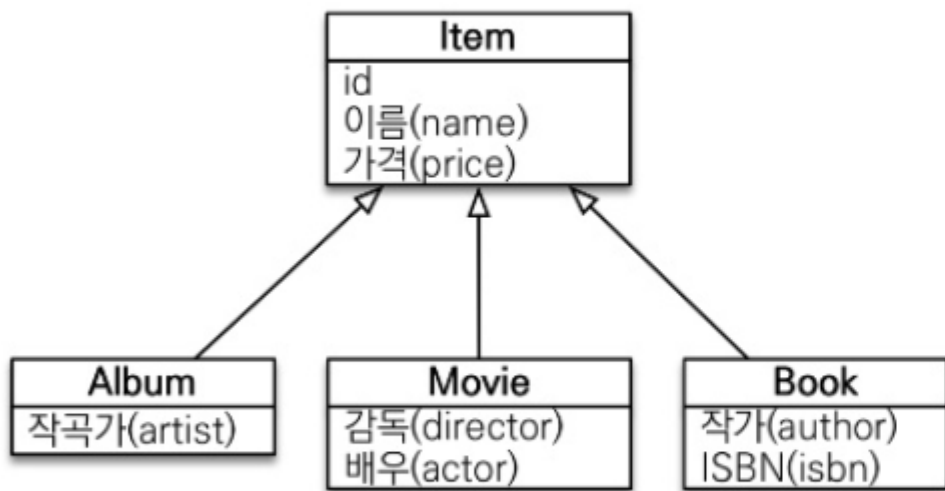 Item
id
이름(name)
가격(price)
Album
작곡가(artist)
Movie
감독(director)
배우(actor)
Book
작가(author)
ISBN(isbn)